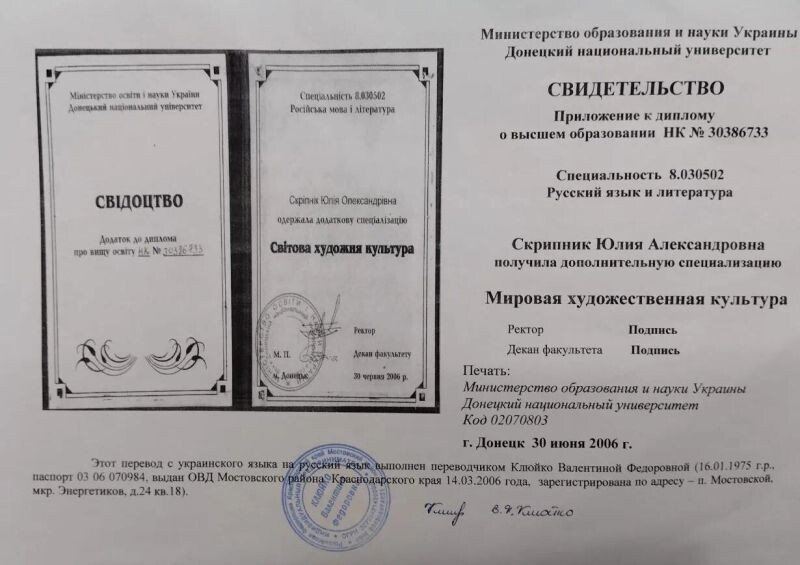 Міністерство освіти і науки України
Донецький національний університет
СВІДОЦТВО
Додаток до диплома
про вищу освіту НК № 30386733
Спеціальність 8.030502
Російська мова і література
Скріпнік Юлія Олександрівна
одержала додаткову спеціалізацію
Світова художня культура
Ректор
М. П.
Декан факультету
м. Донецьк
30 червня 2006 р.
Министерство образования и науки Украины
Донецкий национальный университет
СВИДЕТЕЛЬСТВО
Приложение к диплому
о высшем образовании НК № 30386733
Специальность 8.030502
Русский язык и литература
Скрипник Юлия Александровна
получила дополнительную специализацию
Мировая художественная культура
Ректор Подпись
Декан факультета Подпись
Печать:
Министерство образования и науки Украины
Донецкий национальный университет
Код 02070803
г. Донецк 30 июня 2006 г.
Этот перевод с украинского языка на русский язык выполнен переводчиком Клюйко Валентиной Федоровной (16.01.1975 г.р.,
паспорт 03 06 070984, выдан ОВД Мостовского района Краснодарского края 14.03.2006 года, зарегистрирована по адресу – п. Мостовской,
мкр. Энергетиков, д.24 кв.18).
Клюйко
Валентина
Федоровна